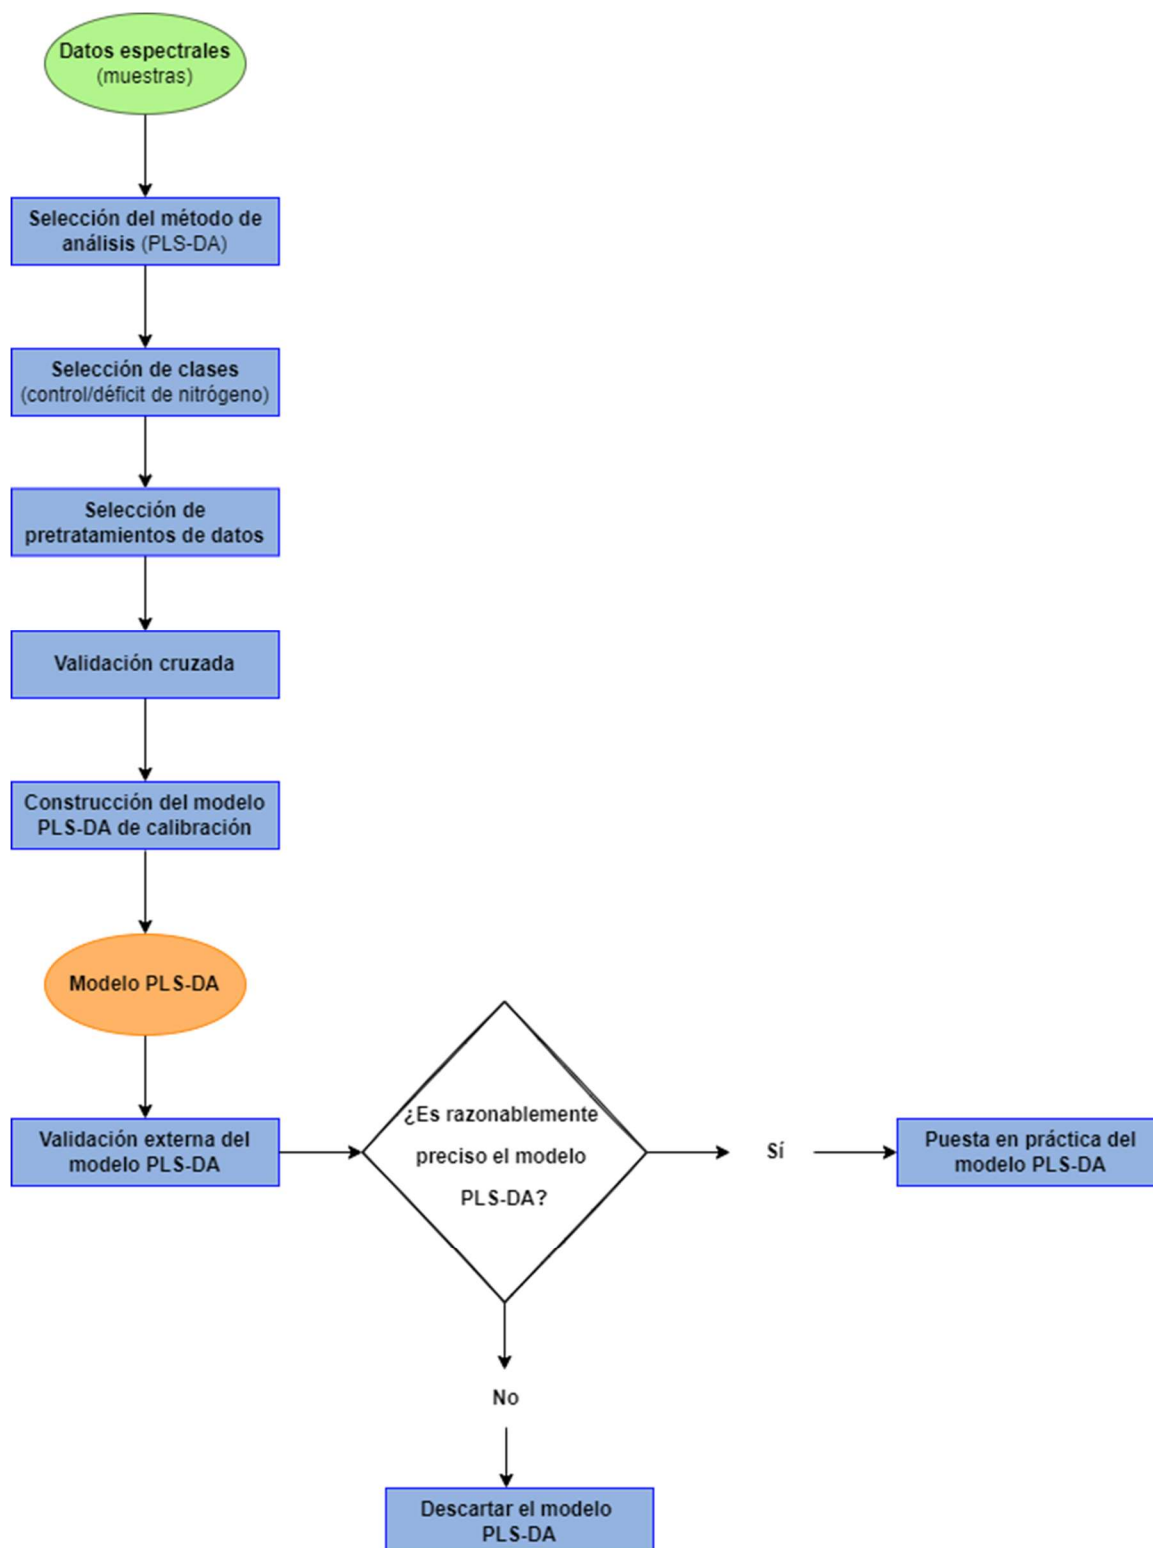 Datos espectrales
(muestras)
Selección del método de
análisis (PLS-DA)
Selección de clases
(control/déficit de nitrógeno)
Selección de
pretratamientos de datos
Validación cruzada
Construcción del modelo
PLS-DA de calibración
Modelo PLS-DA
Validación externa del
modelo PLS-DA
¿Es razonablemente
preciso el modelo
PLS-DA?
Sí
Puesta en práctica del
modelo PLS-DA
No
Descartar el modelo
PLS-DA